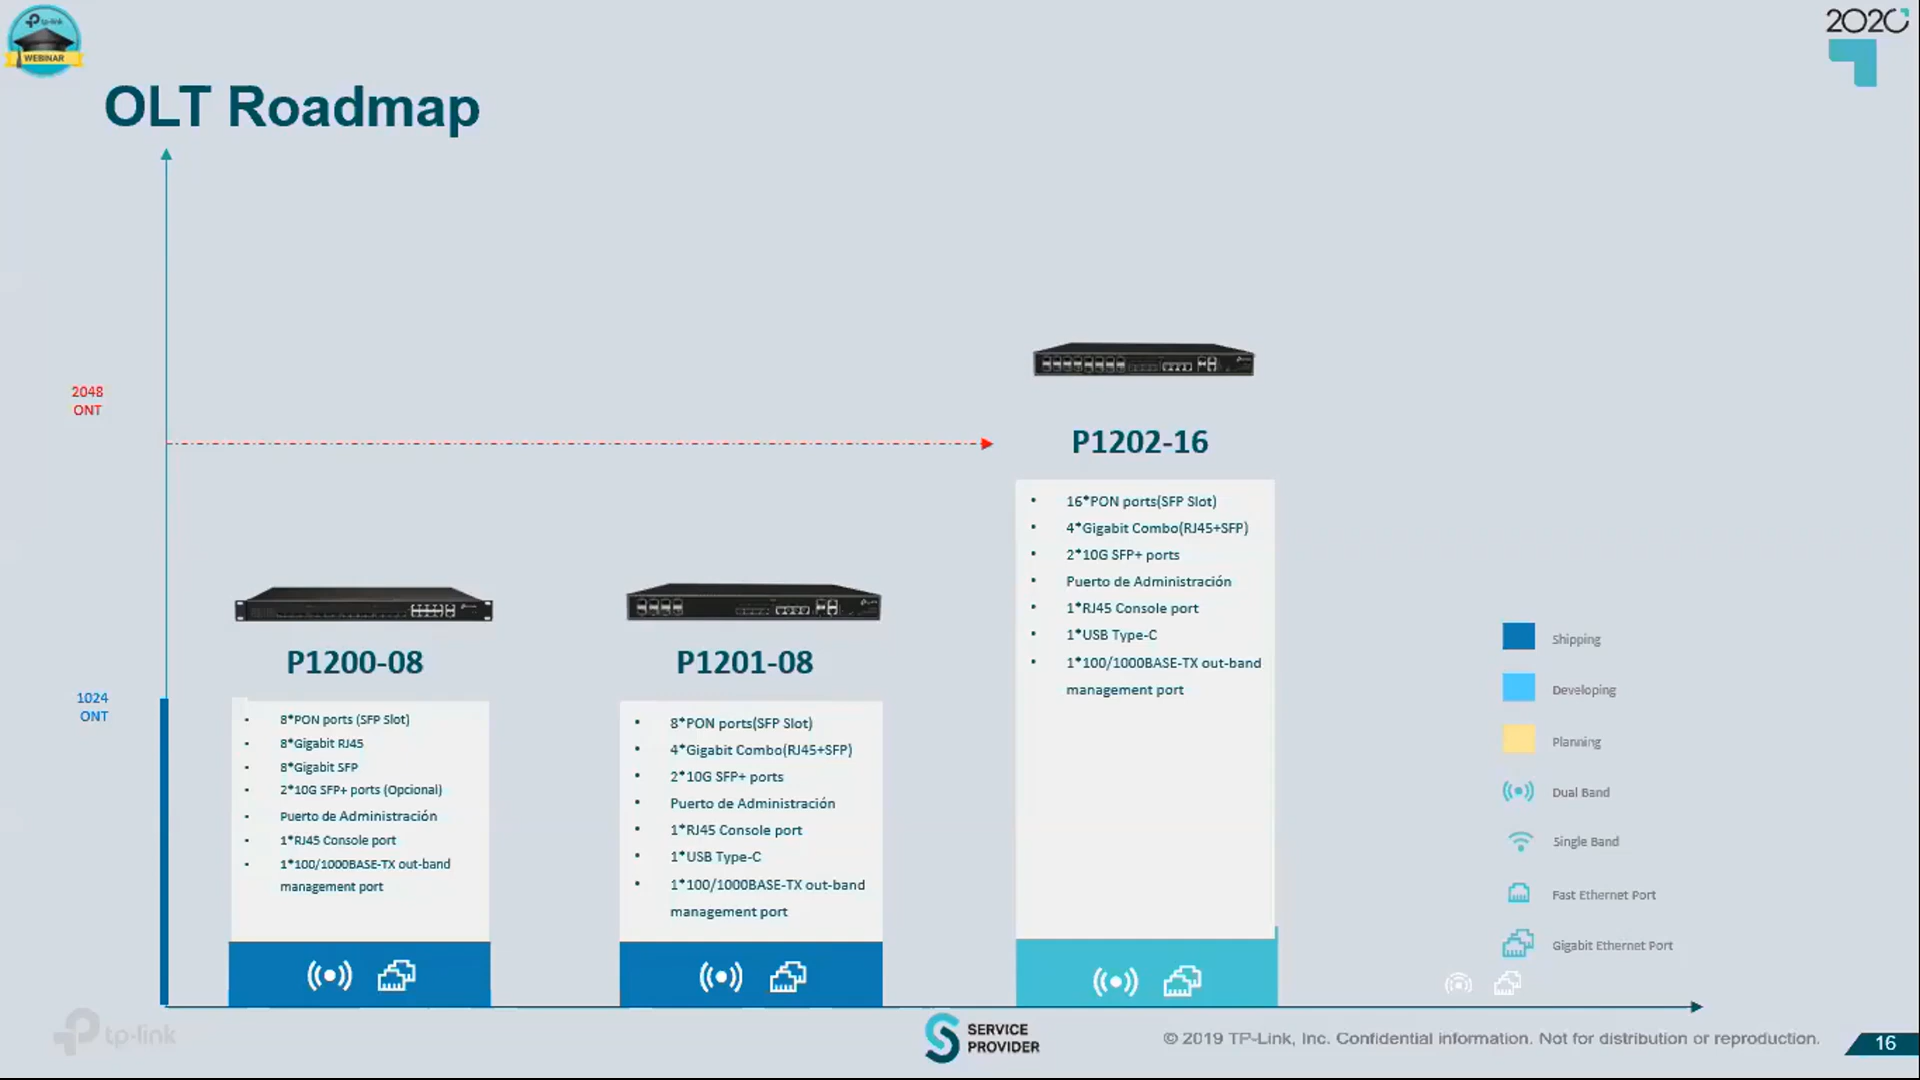 tp-link
WEBINAR
2020
OLT Roadmap
2048
ONT
1024
ONT
P1200-08
• 8*PON ports (SFP Slot)
• 8*Gigabit RJ45
• 8*Gigabit SFP
• 2*10G SFP+ ports (Opcional)
• Puerto de Administración
• 1*RJ45 Console port
• 1*100/1000BASE-TX out-band
management port
P1201-08
• 8*PON ports(SFP Slot)
• 4*Gigabit Combo(RJ45+SFP)
• 2*10G SFP+ ports
• Puerto de Administración
• 1*RJ45 Console port
• 1*USB Type-C
• 1*100/1000BASE-TX out-band
management port
P1202-16
• 16*PON ports(SFP Slot)
• 4*Gigabit Combo(RJ45+SFP)
• 2*10G SFP+ ports
• Puerto de Administración
• 1*RJ45 Console port
• 1*USB Type-C
• 1*100/1000BASE-TX out-band
management port
Shipping
Developing
Planning
Dual Band
Single Band
Fast Ethernet Port
Gigabit Ethernet Port
tp-link
SERVICE
PROVIDER
© 2019 TP-Link, Inc. Confidential information. Not for distribution or reproduction.
16